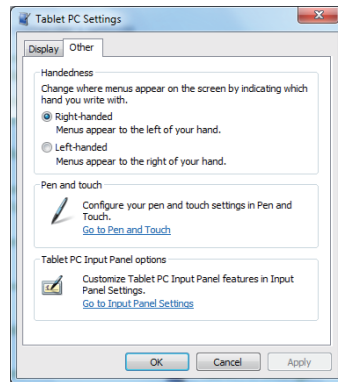 Tablet PC Settings
Display Other
Handedness
Change where menus appear on the screen by indicating which
hand you write with.
Right-handed
Menus appear to the left of your hand.
Left-handed
Menus appear to the right of your hand.
Pen and touch
Configure your pen and touch settings in Pen and
Touch.
Go to Pen and Touch
Tablet PC Input Panel options
Customize Tablet PC Input Panel features in Input
Panel Settings.
Go to Input Panel Settings
OK Cancel Apply